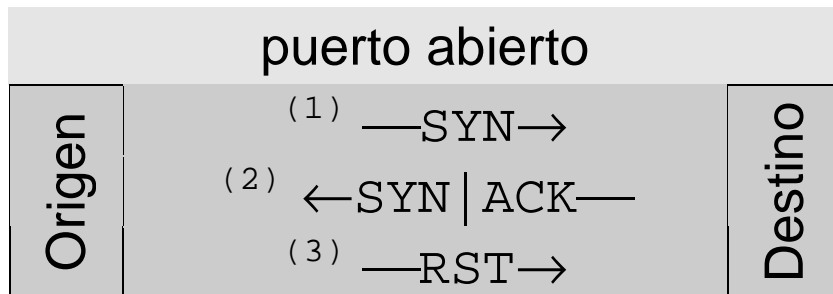 puerto abierto
Origen
(1) —SYN→
(2) ←SYN|ACK—
(3) —RST→
Destino